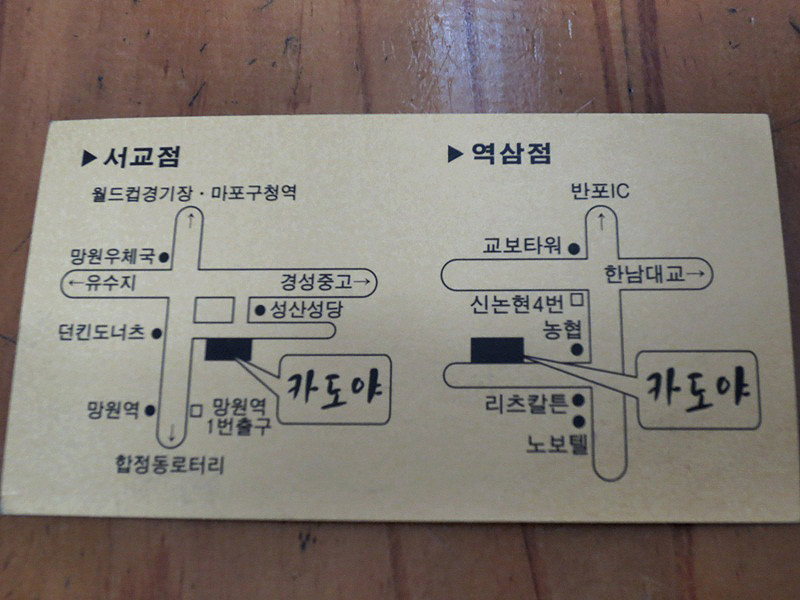 ▶서교점
월드컵경기장 · 마포구청역
↑
망원우체국●
←유수지
경성중고→
●성산성당
던킨도너츠●
카도야
망원역●
□ 망원역
1번출구
↓
합정동로터리
▶역삼점
반포IC
↑
교보타워●
한남대교→
신논현4번□
농협
●
카도야
리츠칼튼●
●
노보텔